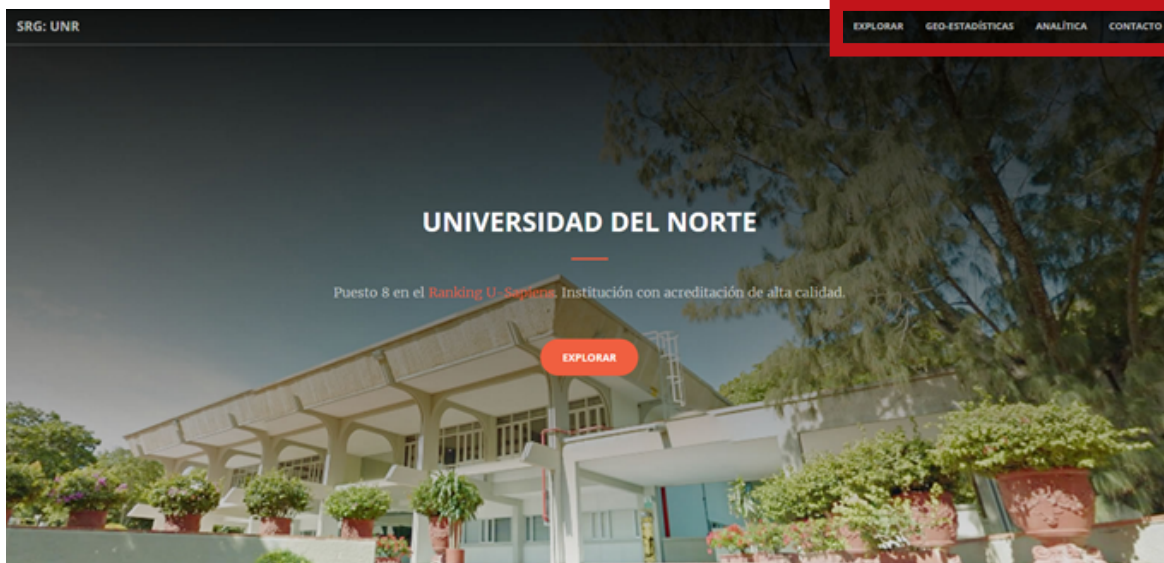 SRG: UNR
EXPLORAR GEO-ESTADÍSTICAS ANALÍTICA CONTACTO
UNIVERSIDAD DEL NORTE
Puesto 8 en el Ranking U-Sapiens. Institución con acreditación de alta calidad.
EXPLORAR